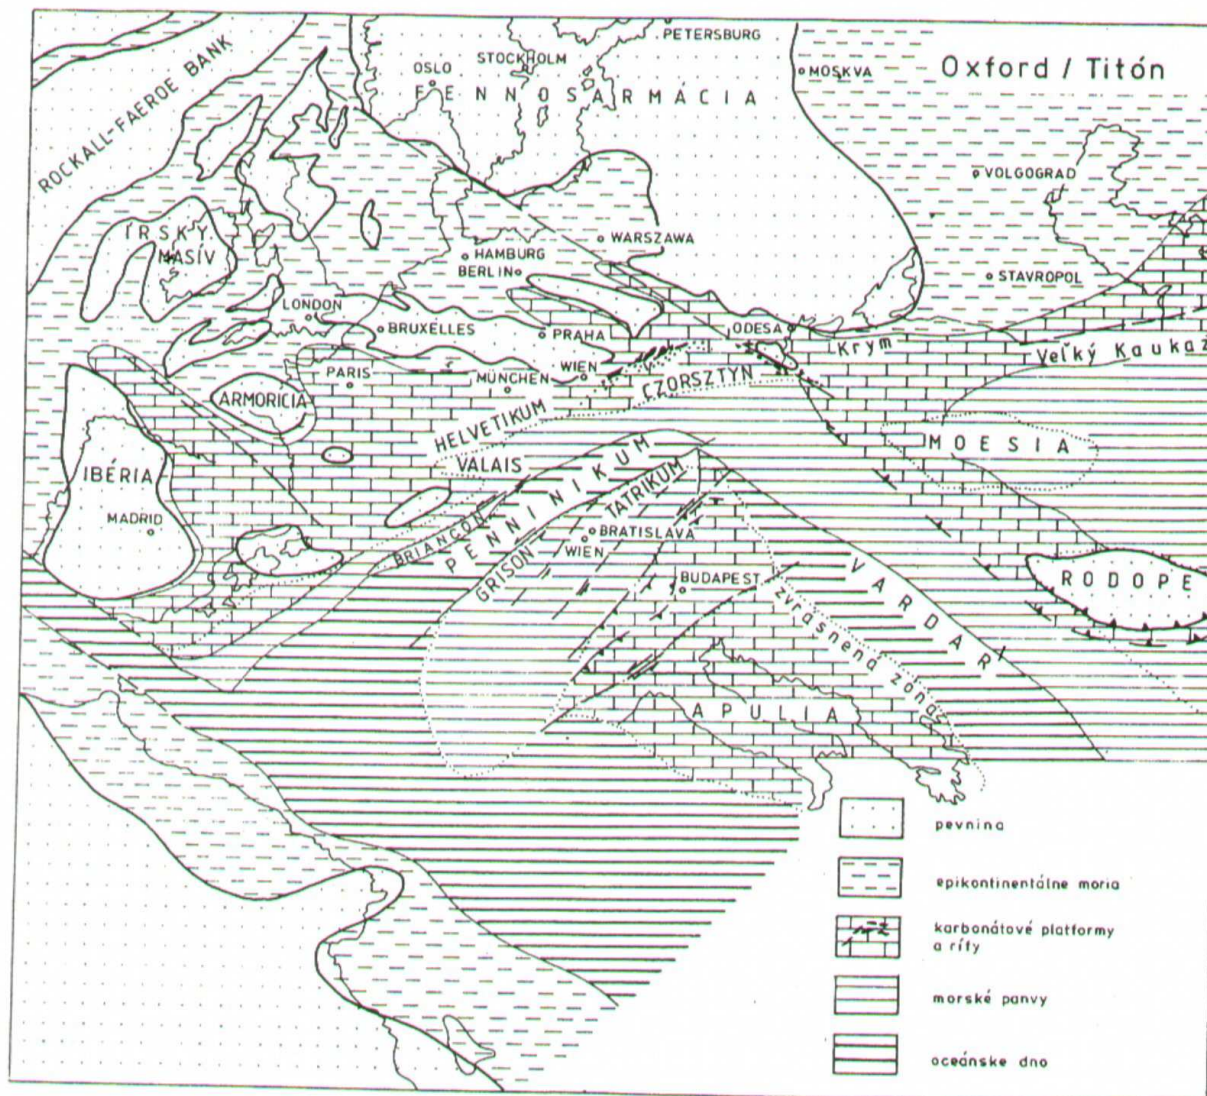 PETERSBURG
STOCKHOLM
OSLO
MOSKVA
Oxford / Titón
FENNOSARMÁCIA
ROCKALL-FAEROE BANK
VOLGOGRAD
ÍRSKY
MASÍV
WARSZAWA
HAMBURG
BERLIN
STAVROPOL
LONDON
BRUXELLES
PRAHA
ODESA
Krym
Veľký Kaukaz
PARIS
MÜNCHEN
WIEN
CZORSZTYN
ARMORICIA
HELVETIKUM
MOESIA
VALAIS
IBÉRIA
MADRID
BRIANÇON
PENNINIKUM
TATRIKUM
GRISON
BRATISLAVA
WIEN
BUDAPEST
zvrásnená zóna
VARDAR
RODOPE
APULIA
pevnina
epikontinentálne moria
karbonátové platformy
a rify
morské panvy
oceánske dno